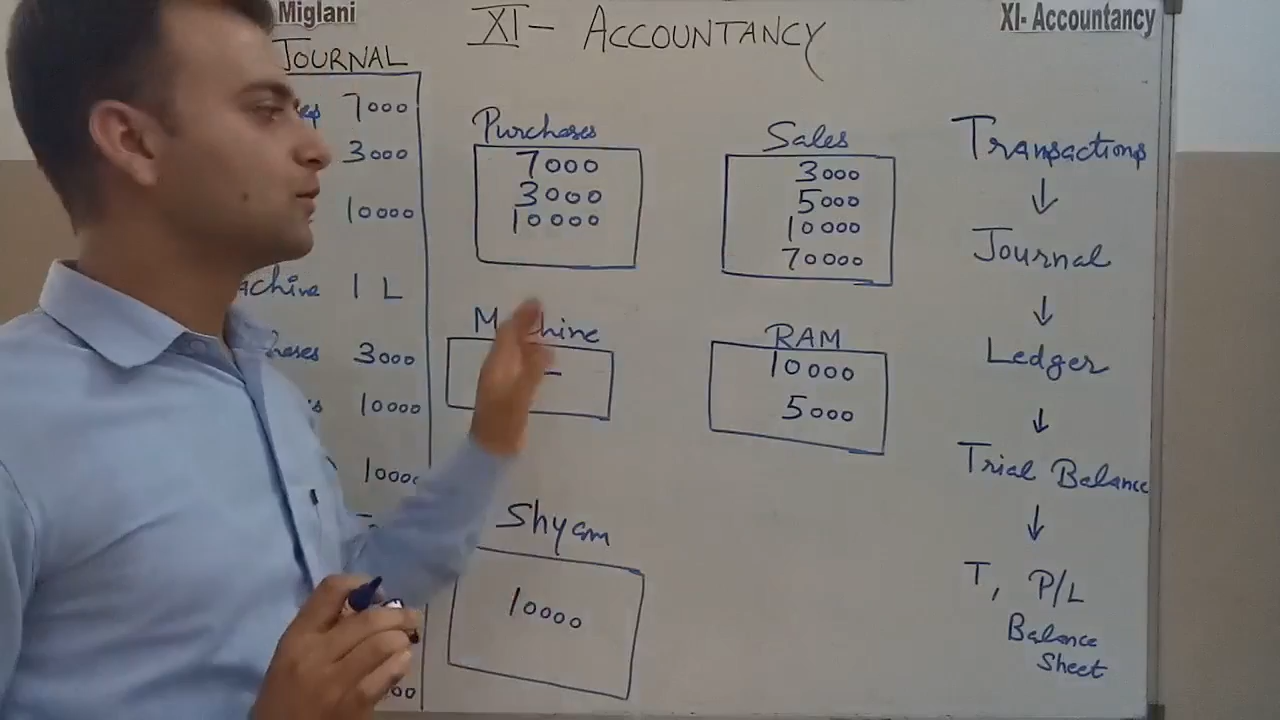 Miglani
XI- Accountancy
XI- ACCOUNTANCY
JOURNAL
7000
3000
10000
1 L
3000
10000
Purchases
7000
3000
10000
Sales
3000
5000
10000
70000
RAM
10000
5000
Shyam
10000
Transactions
↓
Journal
↓
Ledger
↓
Trial Balance
↓
T, P/L
Balance
Sheet